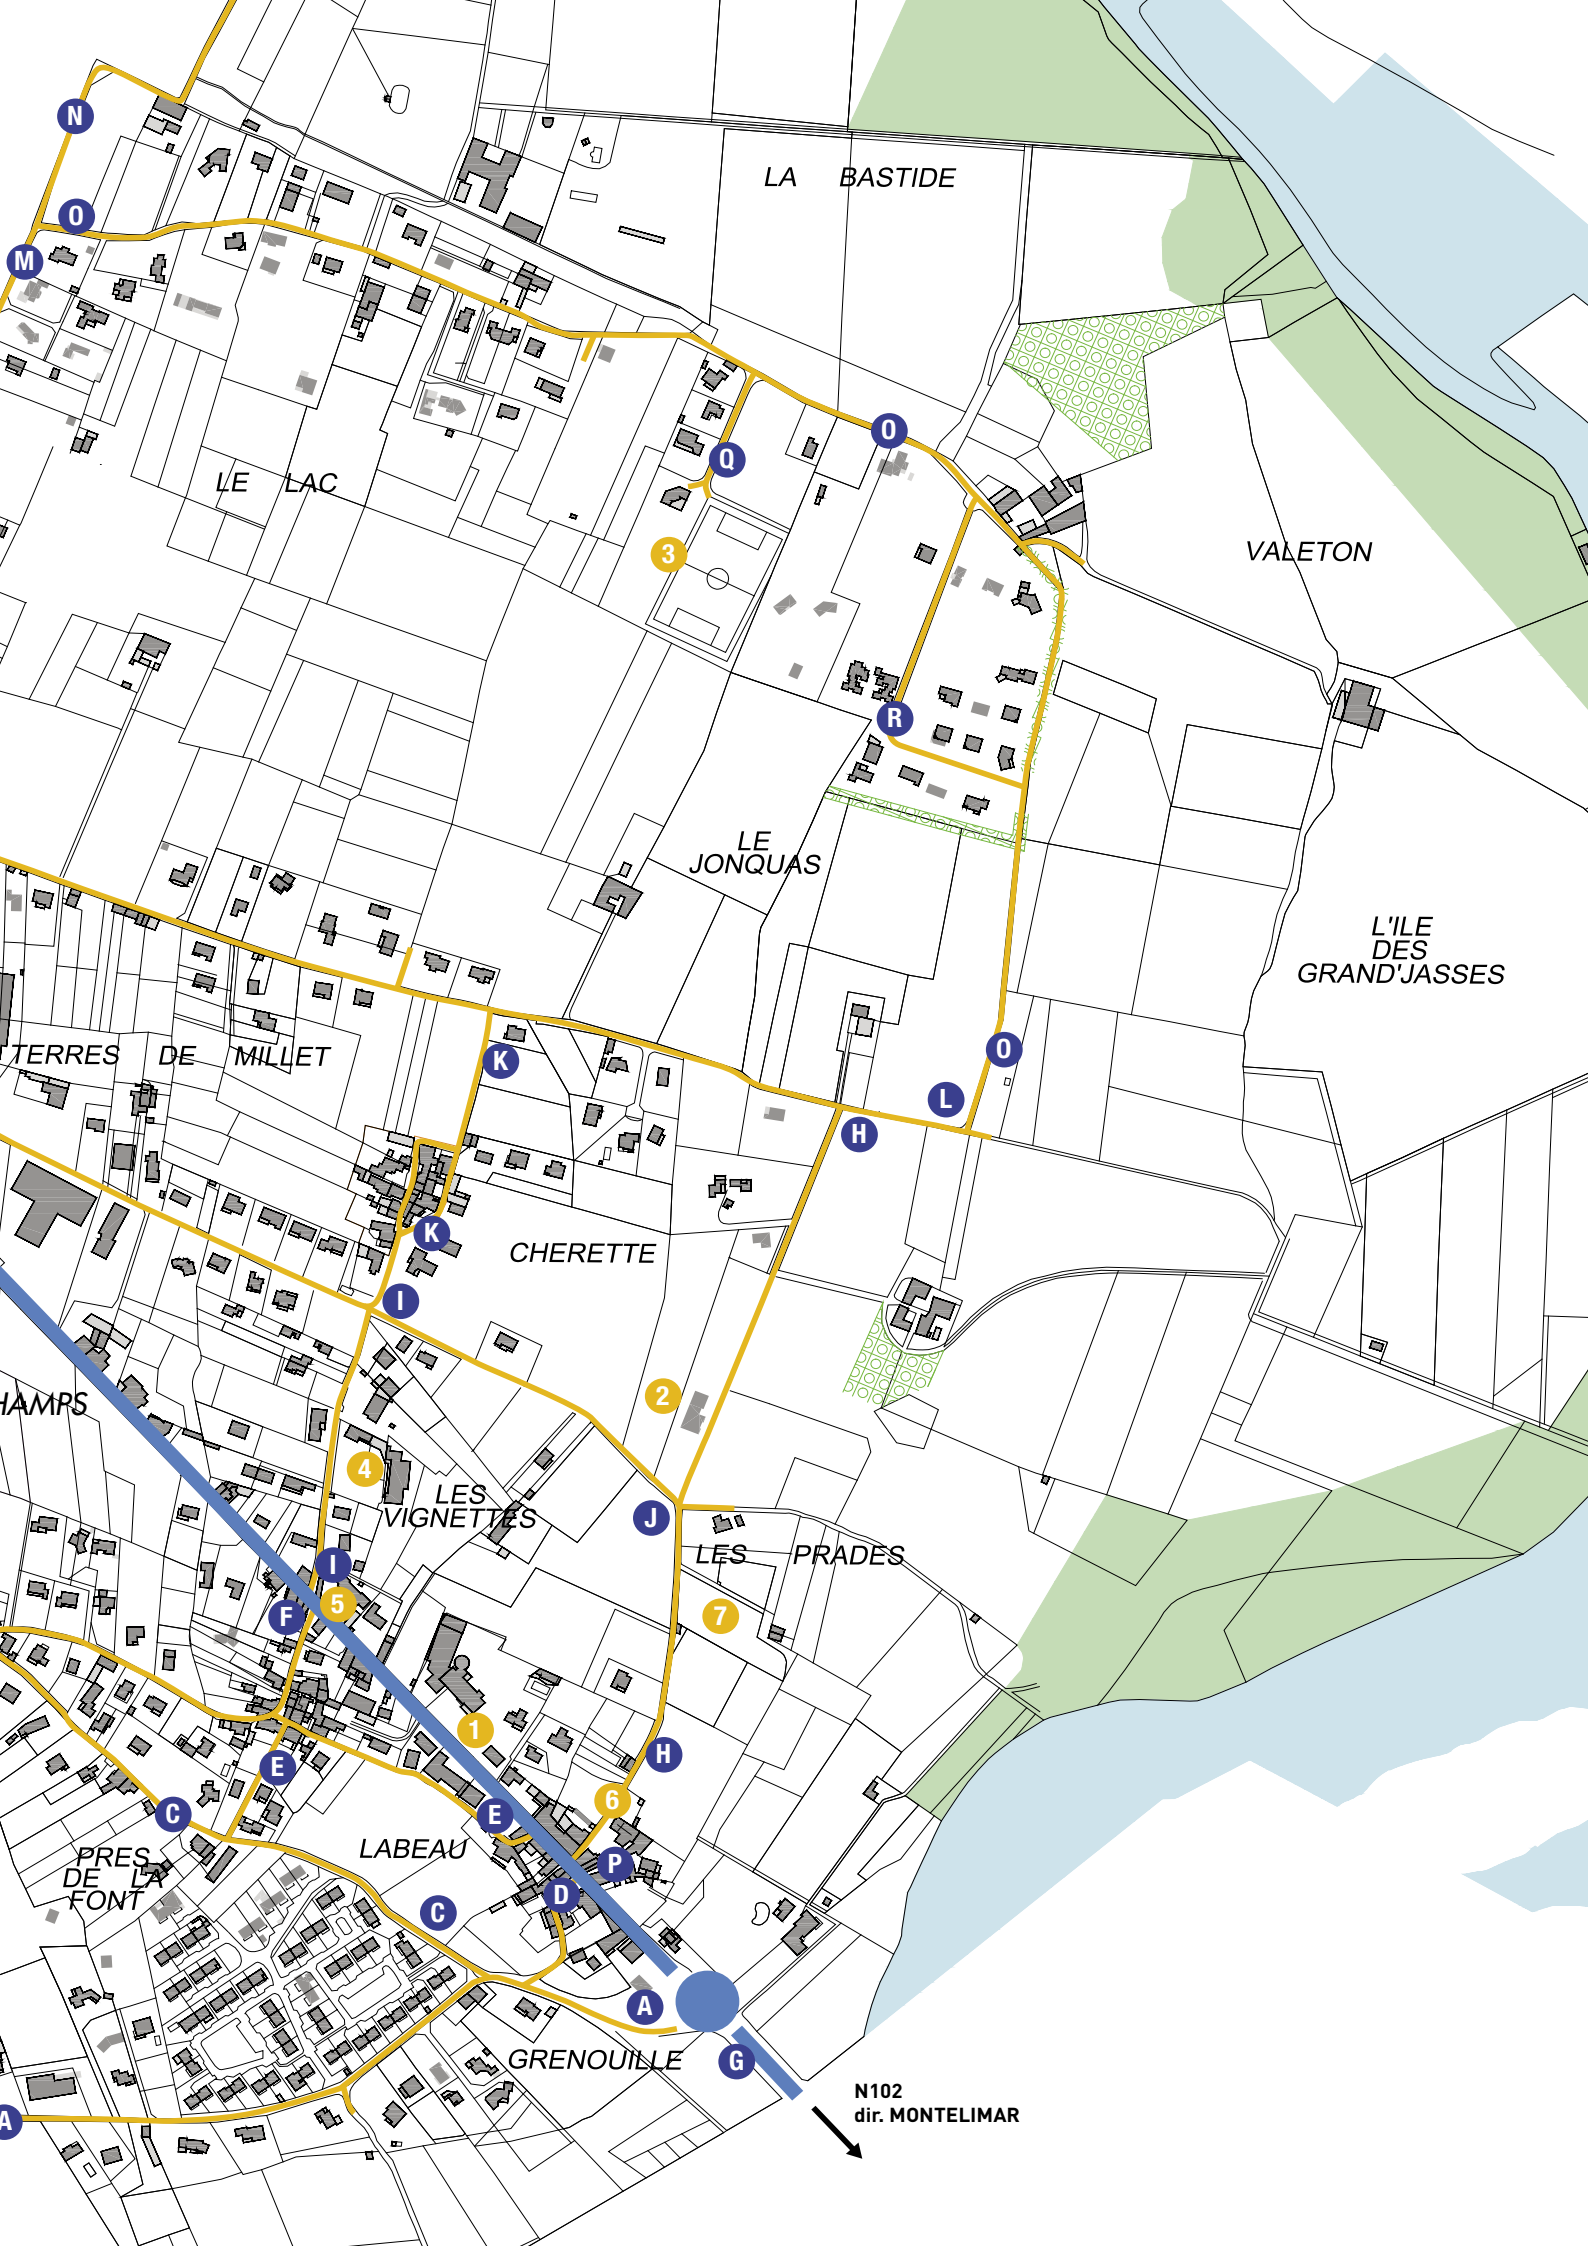 N
LA BASTIDE
O
M
O
Q
LE LAC
3
VALETON
R
LE
JONQUAS
L'ILE
DES
GRAND'JASSES
TERRES DE MILLET
K
O
L
H
K
CHERETTE
I
2
HAMPS
4
LES
VIGNETTES
J
LES PRADES
I
5
F
7
1
H
E
6
C
E
LABEAU
P
PRES
DE LA
FONT
D
C
A
G
GRENOUILLE
N102
dir. MONTELIMAR
A